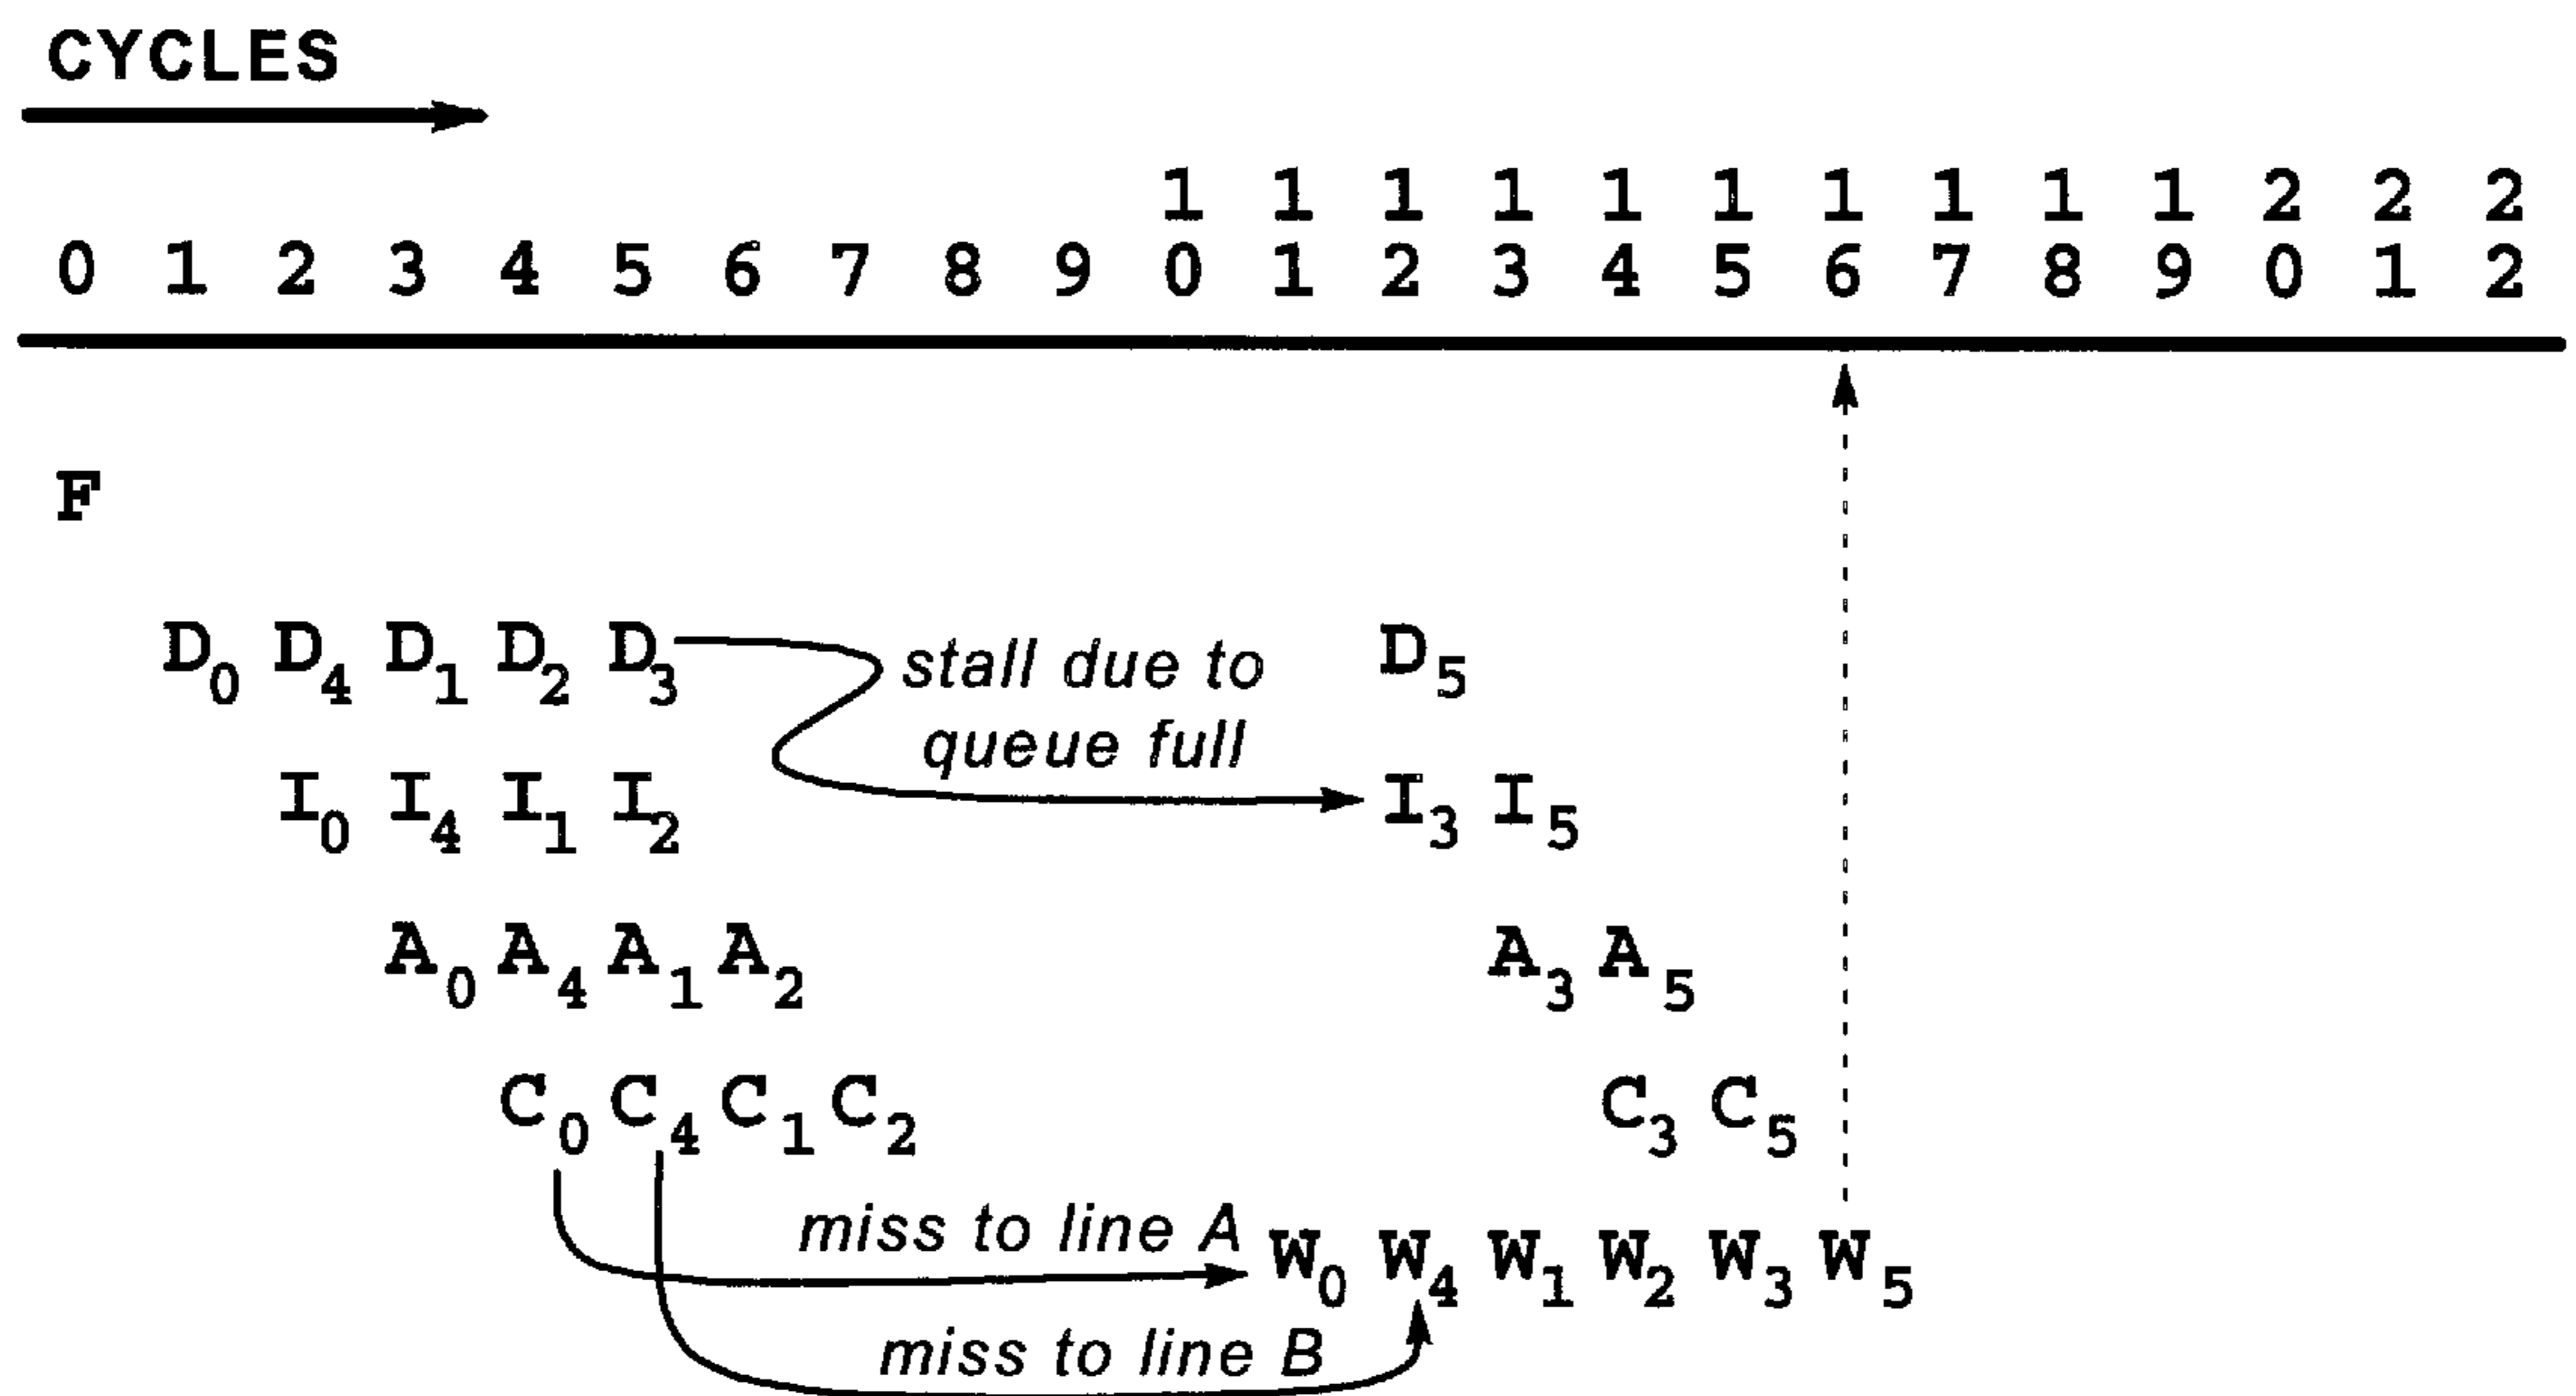 CYCLES
1 1 1 1 1 1 1 1 1 1 2 2 2
0 1 2 3 4 5 6 7 8 9 0 1 2 3 4 5 6 7 8 9 0 1 2
F
D0 D4 D1 D2 D3 stall due to D5
queue full
I0 I4 I1 I2 I3 I5
A0 A4 A1 A2 A3 A5
C0 C4 C1 C2 C3 C5
miss to line A W0 W4 W1 W2 W3 W5
miss to line B